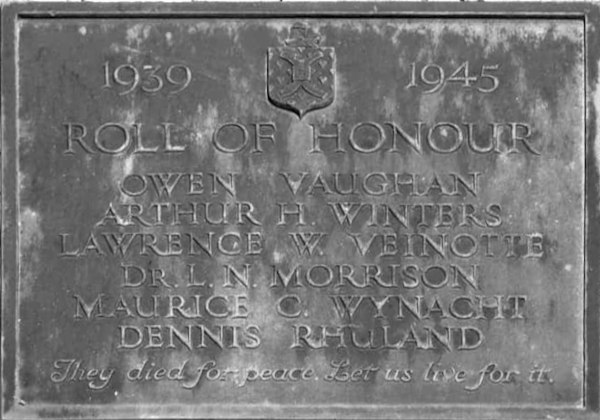 1939 1945
ROLL OF HONOUR
OWEN VAUGHAN
ARTHUR H. WINTERS
LAWRENCE W. VEINOTTE
DR. L. N. MORRISON
MAURICE C. WYNACHT
DENNIS RHULAND
They died for peace. Let us live for it.